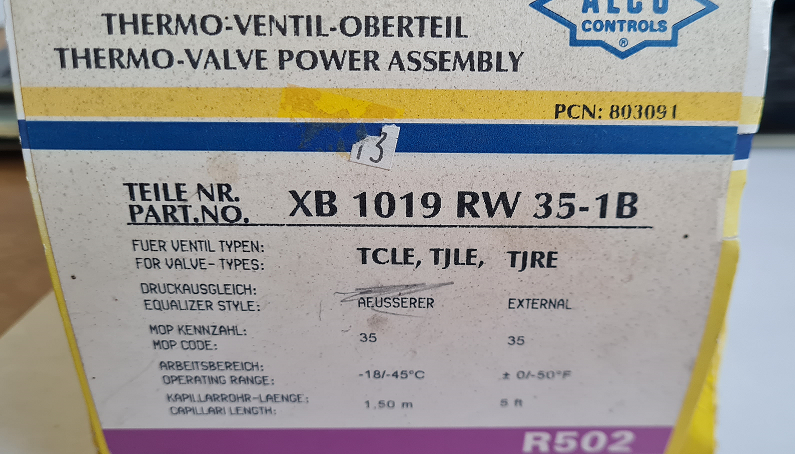 ALCO
CONTROLS
®
THERMO-VENTIL-OBERTEIL
THERMO-VALVE POWER ASSEMBLY
PCN: 803091
13
TEILE NR.
PART.NO. XB 1019 RW 35-1B
FUER VENTIL TYPEN:
FOR VALVE-TYPES: TCLE, TJLE, TJRE
DRUCKAUSGLEICH:
EQUALIZER STYLE: AEUSSERER EXTERNAL
MOP KENNZAHL:
MOP CODE: 35 35
ARBEITSBEREICH:
OPERATING RANGE: -18/-45°C ± 0/-50°F
KAPILLARROHR-LAENGE:
CAPILLARI LENGTH: 1.50 m 5 ft
R502